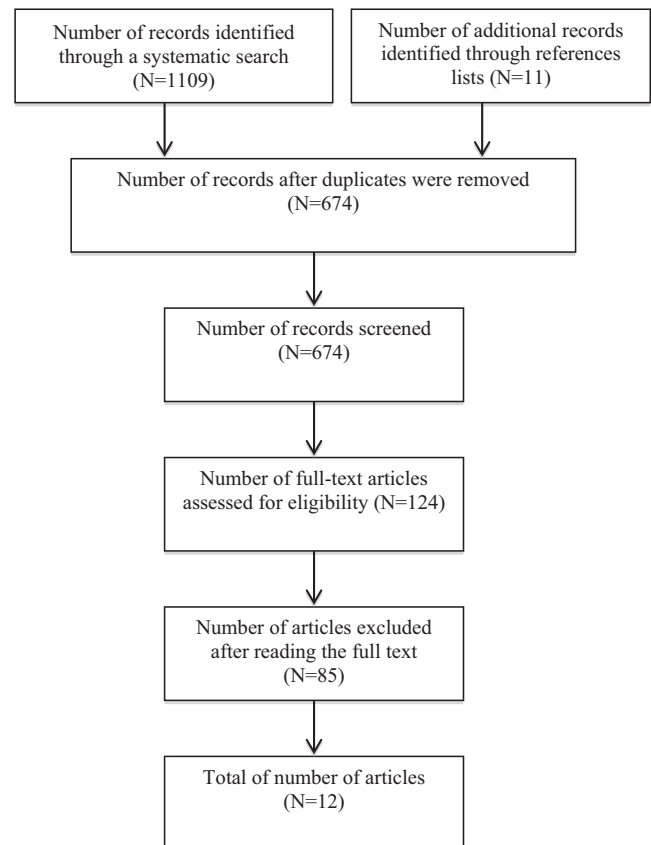 Number of records identified
through a systematic search
(N=1109)
Number of additional records
identified through references
lists (N=11)
Number of records after duplicates were removed
(N=674)
Number of records screened
(N=674)
Number of full-text articles
assessed for eligibility (N=124)
Number of articles excluded
after reading the full text
(N=85)
Total of number of articles
(N=12)